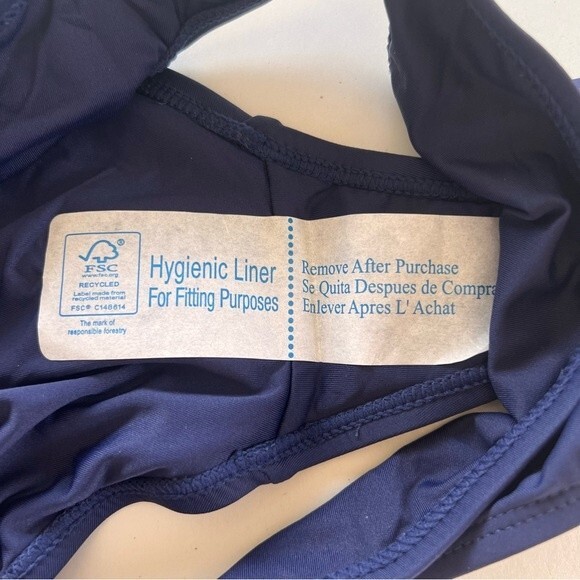 FSC
www.fsc.org
RECYCLED
Label made from
recycled material
FSC® C148614
The mark of
responsible forestry
Hygienic Liner
For Fitting Purposes
Remove After Purchase
Se Quita Despues de Compra
Enlever Apres L' Achat